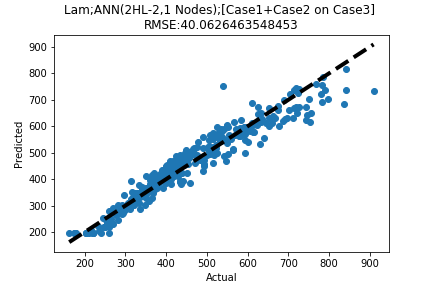 Lam;ANN(2HL-2,1 Nodes);[Case1+Case2 on Case3]
RMSE:40.0626463548453
900
800
700
600
500
400
300
200
Predicted
200 300 400 500 600 700 800 900
Actual